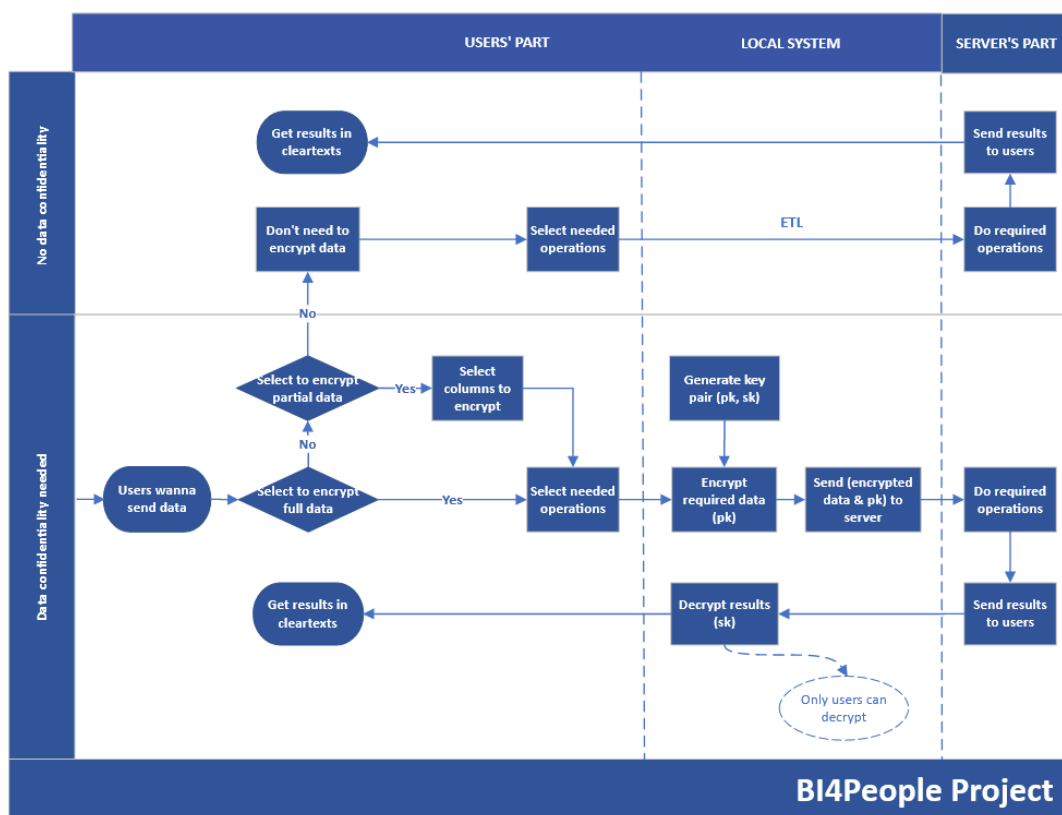 USERS' PART
LOCAL SYSTEM
SERVER'S PART
No data confidentiality
Get results in
cleartexts
Send results
to users
Don't need to
encrypt data
Select needed
operations
ETL
Do required
operations
No
Data confidentiality needed
Select to encrypt
partial data
Yes
Select
columns to
encrypt
Generate key
pair (pk, sk)
No
Users wanna
send data
Select to encrypt
full data
Yes
Select needed
operations
Encrypt
required data
(pk)
Send (encrypted
data & pk) to
server
Do required
operations
Get results in
cleartexts
Decrypt results
(sk)
Send results
to users
Only users can
decrypt
BI4People Project